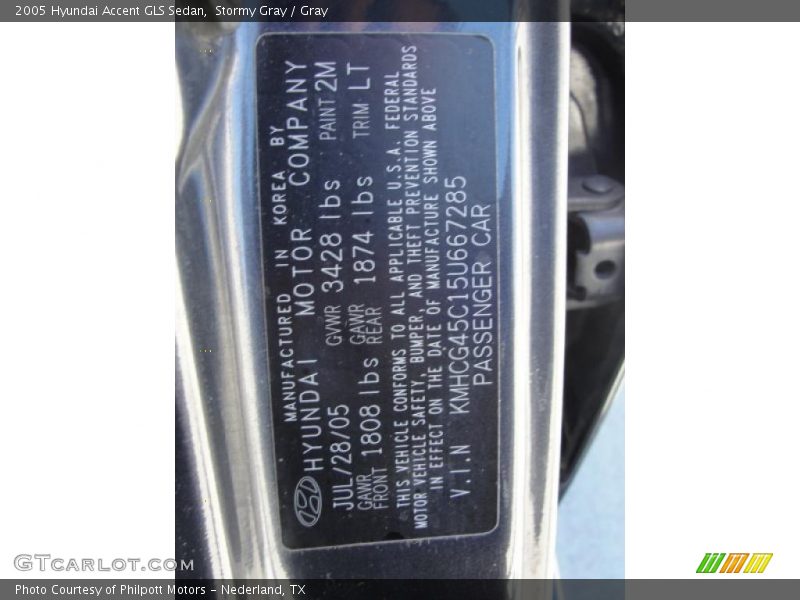 2005 Hyundai Accent GLS Sedan, Stormy Gray / Gray
MANUFACTURED IN KOREA BY
HYUNDAI MOTOR COMPANY
JUL/28/05 GVWR 3428 lbs PAINT 2M
GAWR FRONT 1808 lbs GAWR REAR 1874 lbs TRIM LT
THIS VEHICLE CONFORMS TO ALL APPLICABLE U.S.A. FEDERAL
MOTOR VEHICLE SAFETY, BUMPER, AND THEFT PREVENTION STANDARDS
IN EFFECT ON THE DATE OF MANUFACTURE SHOWN ABOVE
V.I.N KMHCG45C15U667285
PASSENGER CAR
GTcarlot.com
Photo Courtesy of Philpott Motors - Nederland, TX